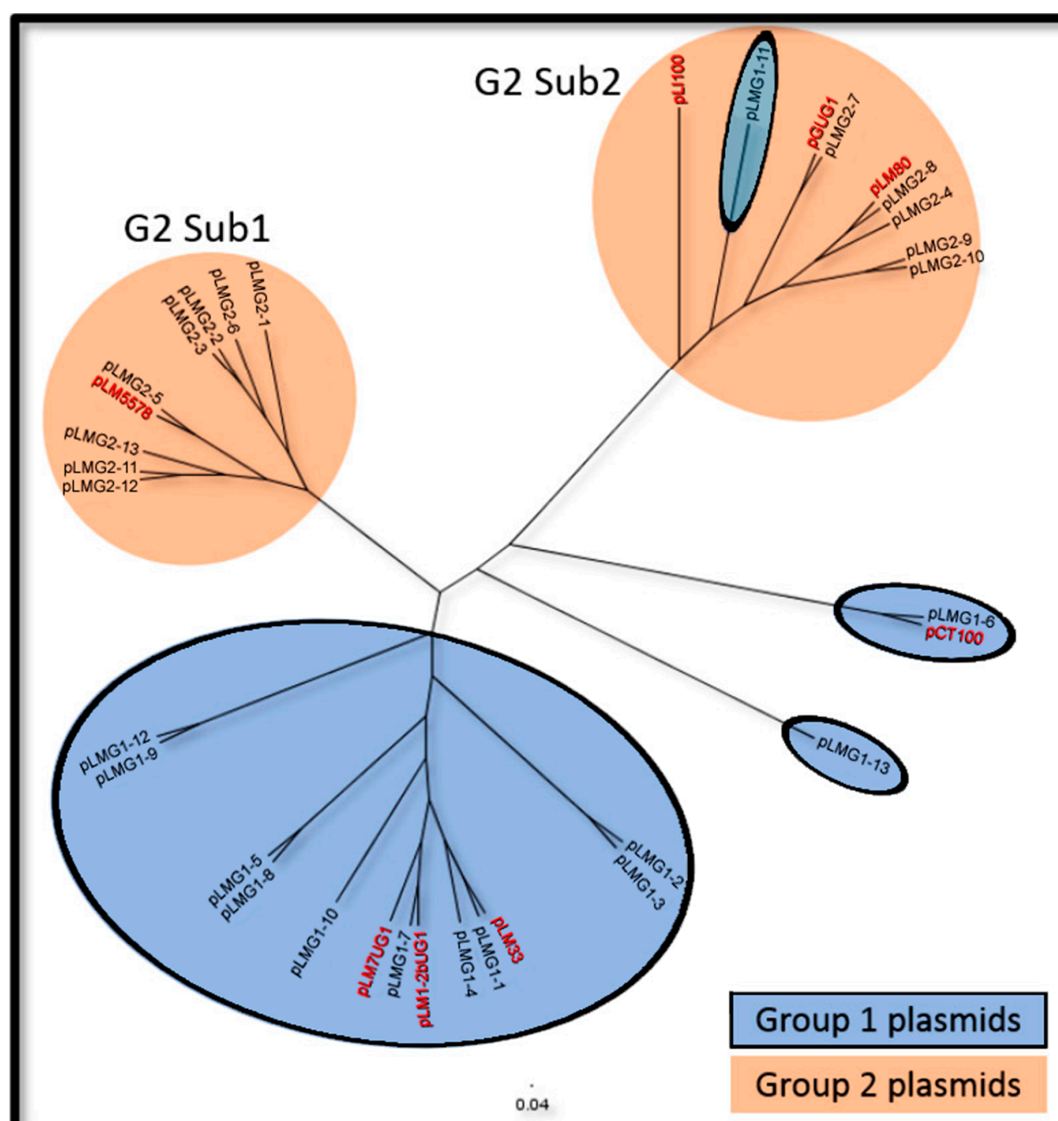 G2 Sub2
pLI100
pLMG1-11
pGUG1
pLMG2-7
pLM80
pLMG2-8
pLMG2-4
pLMG2-9
pLMG2-10
G2 Sub1
pLMG2-1
pLMG2-6
pLMG2-2
pLMG2-3
pLMG2-5
pLM5578
pLMG2-13
pLMG2-11
pLMG2-12
pLMG1-6
pCT100
pLMG1-13
pLMG1-12
pLMG1-9
pLMG1-5
pLMG1-8
pLMG1-10
pLM7UG1
pLMG1-7
pLM1-2bUG1
pLMG1-4
pLMG1-1
pLM33
pLMG1-2
pLMG1-3
Group 1 plasmids
Group 2 plasmids
0.04